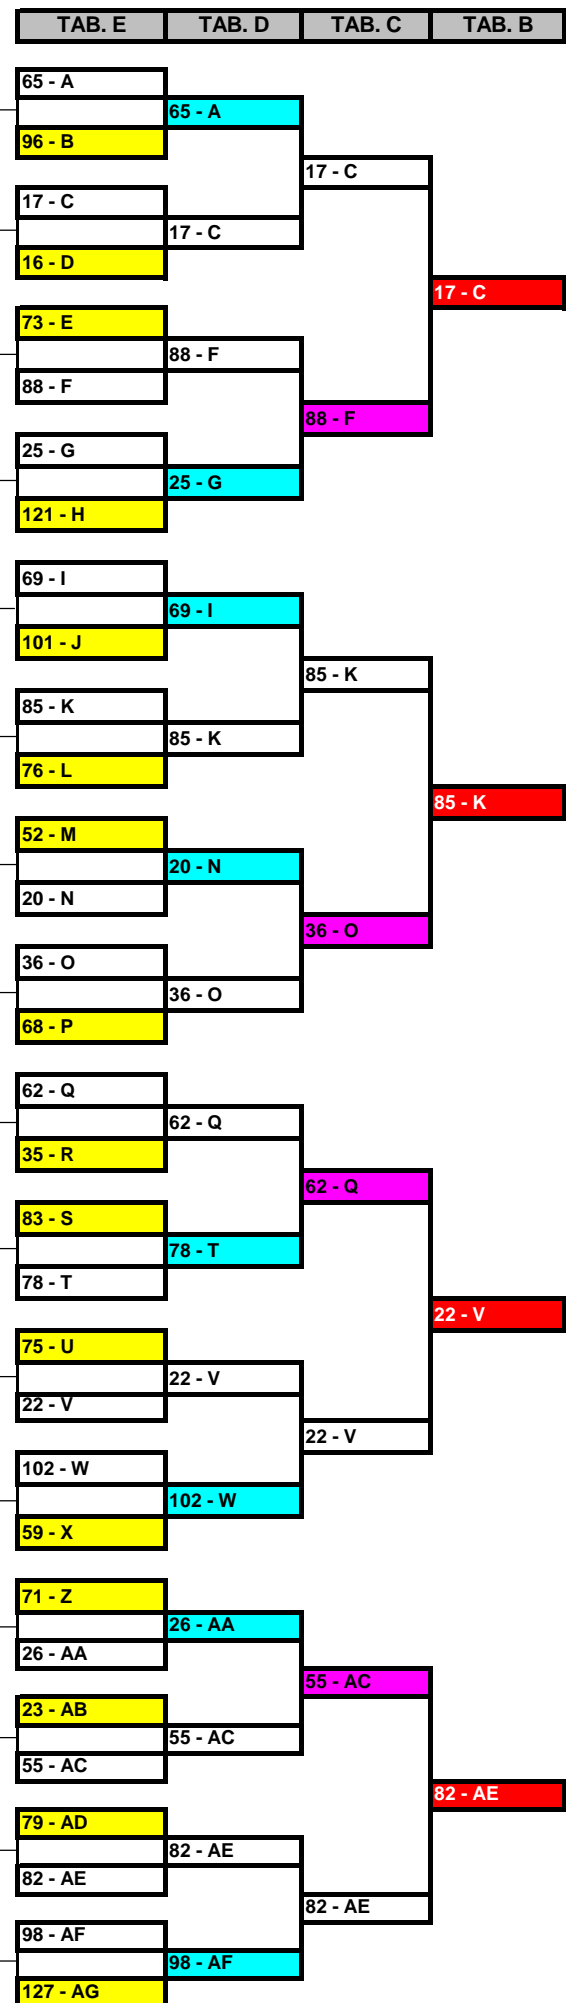 TAB. E TAB. D TAB. C TAB. B
65 - A
65 - A
96 - B
17 - C
17 - C
17 - C
16 - D
17 - C
73 - E
88 - F
88 - F
88 - F
25 - G
25 - G
121 - H
69 - I
69 - I
101 - J
85 - K
85 - K
85 - K
76 - L
85 - K
52 - M
20 - N
20 - N
36 - O
36 - O
36 - O
68 - P
62 - Q
62 - Q
35 - R
62 - Q
83 - S
78 - T
78 - T
22 - V
75 - U
22 - V
22 - V
22 - V
102 - W
102 - W
59 - X
71 - Z
26 - AA
26 - AA
55 - AC
23 - AB
55 - AC
55 - AC
82 - AE
79 - AD
82 - AE
82 - AE
82 - AE
98 - AF
98 - AF
127 - AG